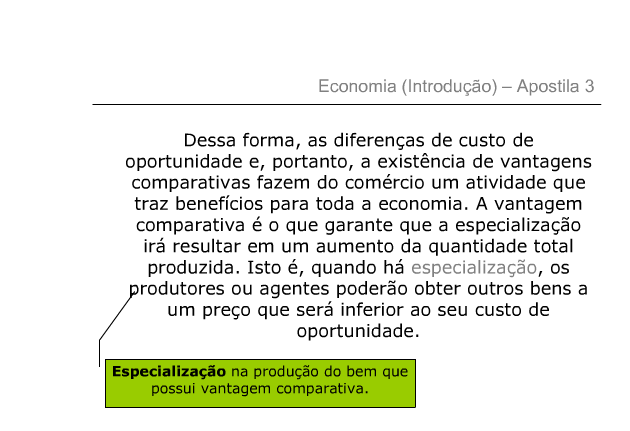 Economia (Introdução) – Apostila 3
Dessa forma, as diferenças de custo de
oportunidade e, portanto, a existência de vantagens
comparativas fazem do comércio um atividade que
traz benefícios para toda a economia. A vantagem
comparativa é o que garante que a especialização
irá resultar em um aumento da quantidade total
produzida. Isto é, quando há especialização, os
produtores ou agentes poderão obter outros bens a
um preço que será inferior ao seu custo de
oportunidade.
Especialização na produção do bem que
possui vantagem comparativa.